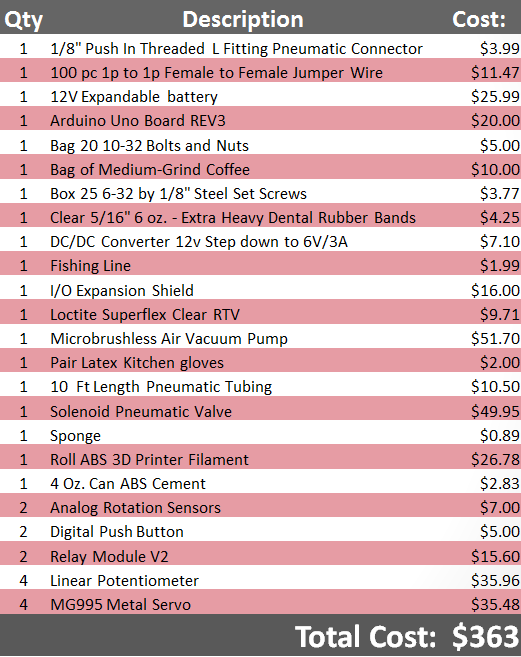 Qty Description Cost:
1 1/8" Push In Threaded L Fitting Pneumatic Connector $3.99
1 100 pc 1p to 1p Female to Female Jumper Wire $11.47
1 12V Expandable battery $25.99
1 Arduino Uno Board REV3 $20.00
1 Bag 20 10-32 Bolts and Nuts $5.00
1 Bag of Medium-Grind Coffee $10.00
1 Box 25 6-32 by 1/8" Steel Set Screws $3.77
1 Clear 5/16" 6 oz. - Extra Heavy Dental Rubber Bands $4.25
1 DC/DC Converter 12v Step down to 6V/3A $7.10
1 Fishing Line $1.99
1 I/O Expansion Shield $16.00
1 Loctite Superflex Clear RTV $9.71
1 Microbrushless Air Vacuum Pump $51.70
1 Pair Latex Kitchen gloves $2.00
1 10 Ft Length Pneumatic Tubing $10.50
1 Solenoid Pneumatic Valve $49.95
1 Sponge $0.89
1 Roll ABS 3D Printer Filament $26.78
1 4 Oz. Can ABS Cement $2.83
2 Analog Rotation Sensors $7.00
2 Digital Push Button $5.00
2 Relay Module V2 $15.60
4 Linear Potentiometer $35.96
4 MG995 Metal Servo $35.48
Total Cost: $363